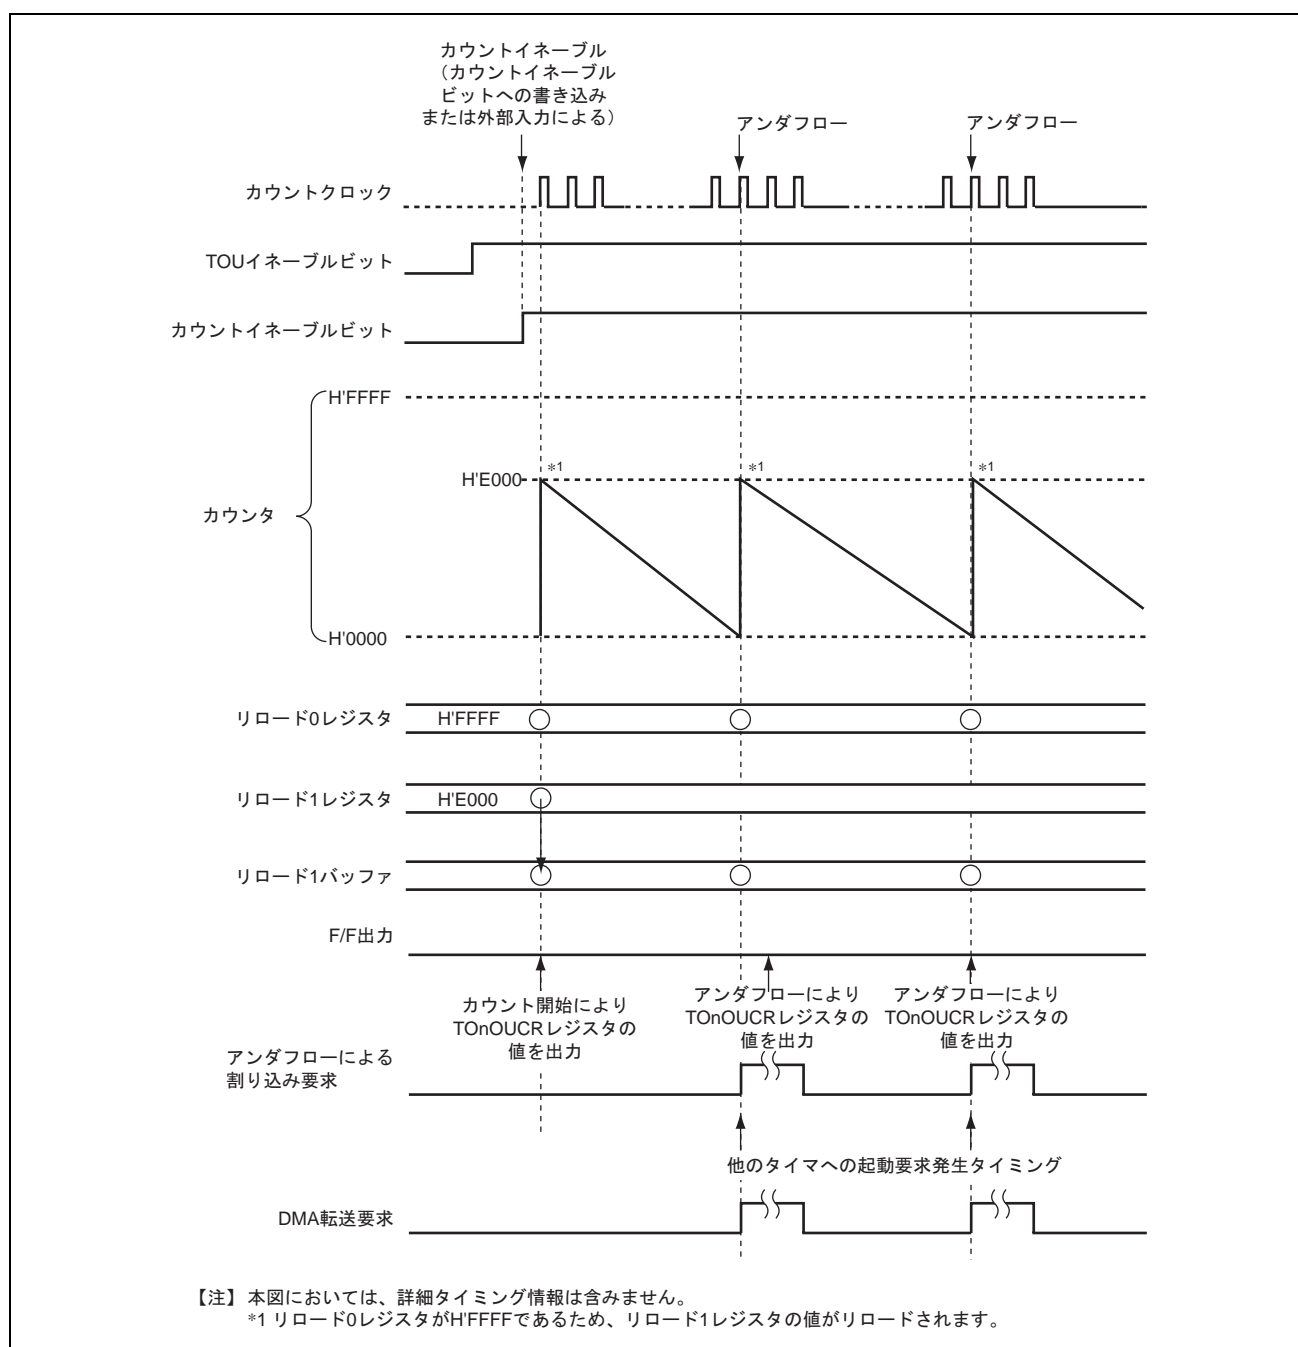 カウントイネーブル
（カウントイネーブル
ビットへの書き込み
または外部入力による）
アンダフロー
アンダフロー
カウントクロック
TOUイネーブルビット
カウントイネーブルビット
H'FFFF
*1
*1
*1
H'E000
カウンタ
H'0000
リロード0レジスタ
H'FFFF
リロード1レジスタ
H'E000
リロード1バッファ
F/F出力
カウント開始により
TOnOUCRレジスタの
値を出力
アンダフローにより
TOnOUCRレジスタの
値を出力
アンダフローにより
TOnOUCRレジスタの
値を出力
アンダフローによる
割り込み要求
他のタイマへの起動要求発生タイミング
DMA転送要求
【注】 本図においては、詳細タイミング情報は含みません。
*1 リロード0レジスタがH'FFFFであるため、リロード1レジスタの値がリロードされます。